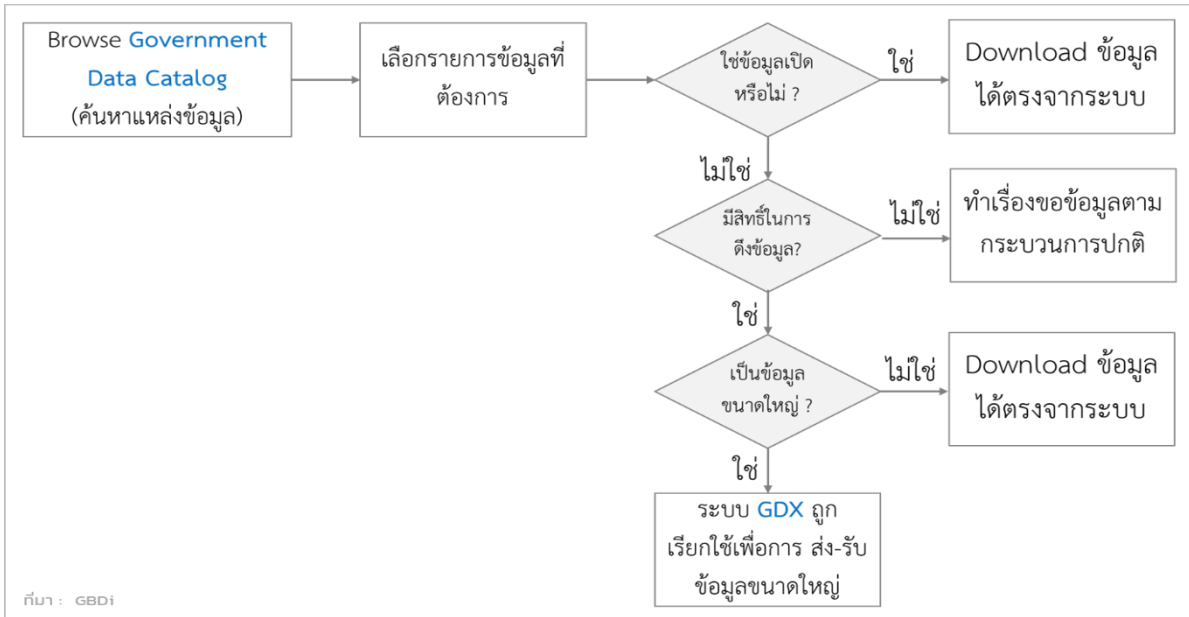 Browse Government
Data Catalog
(ค้นหาแหล่งข้อมูล)
เลือกรายการข้อมูลที่
ต้องการ
ใช่ข้อมูลเปิด
หรือไม่ ?
ใช่
Download ข้อมูล
ได้ตรงจากระบบ
ไม่ใช่
มีสิทธิ์ในการ
ดึงข้อมูล?
ไม่ใช่
ทำเรื่องขอข้อมูลตาม
กระบวนการปกติ
ใช่
เป็นข้อมูล
ขนาดใหญ่ ?
ไม่ใช่
Download ข้อมูล
ได้ตรงจากระบบ
ใช่
ระบบ GDX ถูก
เรียกใช้เพื่อการ ส่ง-รับ
ข้อมูลขนาดใหญ่
ที่มา : GBDi